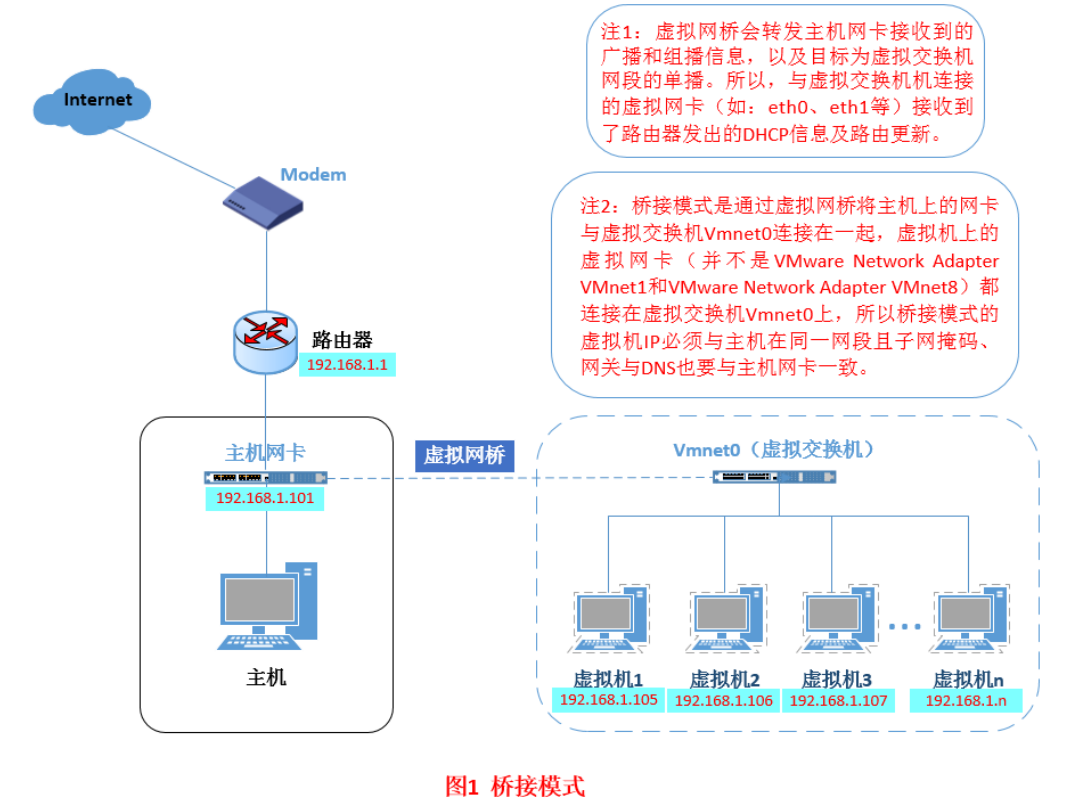 注1：虚拟网桥会转发主机网卡接收到的
广播和组播信息，以及目标为虚拟交换机
网段的单播。所以，与虚拟交换机机连接
的虚拟网卡（如：eth0、eth1等）接收到
了路由器发出的DHCP信息及路由更新。
Internet
Modem
注2：桥接模式是通过虚拟网桥将主机上的网卡
与虚拟交换机Vmnet0连接在一起，虚拟机上的
虚拟网卡（并不是VMware Network Adapter
VMnet1和VMware Network Adapter VMnet8）都
连接在虚拟交换机Vmnet0上，所以桥接模式的
虚拟机IP必须与主机在同一网段且子网掩码、
网关与DNS也要与主机网卡一致。
路由器
192.168.1.1
主机网卡
192.168.1.101
虚拟网桥
Vmnet0（虚拟交换机）
主机
虚拟机1
192.168.1.105
虚拟机2
192.168.1.106
虚拟机3
192.168.1.107
虚拟机n
192.168.1.n
图1 桥接模式